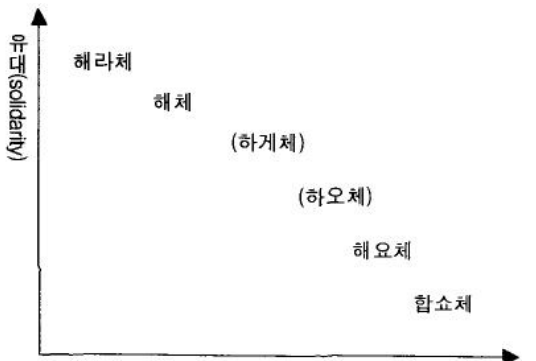 유대(solidarity)
해라체
해체
(하게체)
(하오체)
해요체
합쇼체